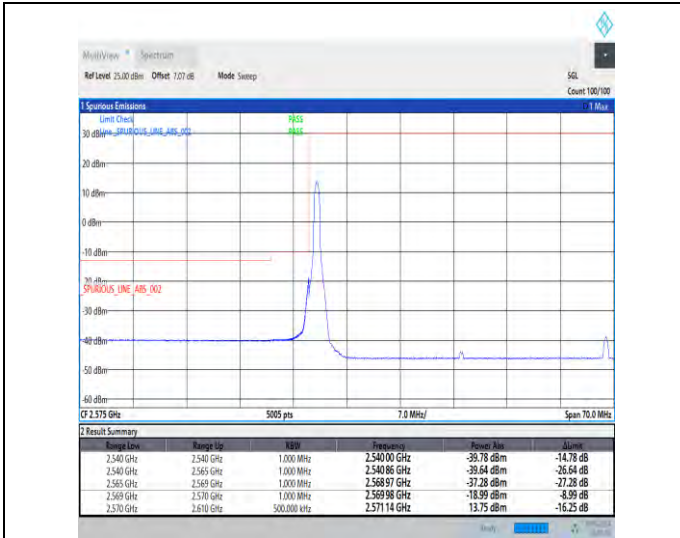 MultiView Spectrum
Ref Level 25.00 dBm Offset 7.07 dB Mode Sweep SGL
Count 100/100
1 Spurious Emissions 1 Max
Limit Check PASS
30 dBm Line _SPURIOUS_LINE_ABS_002 PASS
20 dBm
10 dBm
0 dBm
-10 dBm
-20 dBm
_SPURIOUS_LINE_ABS_002
-30 dBm
-40 dBm
-50 dBm
-60 dBm
CF 2.575 GHz 5005 pts 7.0 MHz/ Span 70.0 MHz
2 Result Summary
Range Low Range Up RBW Frequency Power Abs ΔLimit
2.540 GHz 2.540 GHz 1.000 MHz 2.540 00 GHz -39.78 dBm -14.78 dB
2.540 GHz 2.565 GHz 1.000 MHz 2.540 86 GHz -39.64 dBm -26.64 dB
2.565 GHz 2.569 GHz 1.000 MHz 2.568 97 GHz -37.28 dBm -27.28 dB
2.569 GHz 2.570 GHz 1.000 MHz 2.569 98 GHz -18.99 dBm -8.99 dB
2.570 GHz 2.610 GHz 500.000 kHz 2.571 14 GHz 13.75 dBm -16.25 dB
Ready